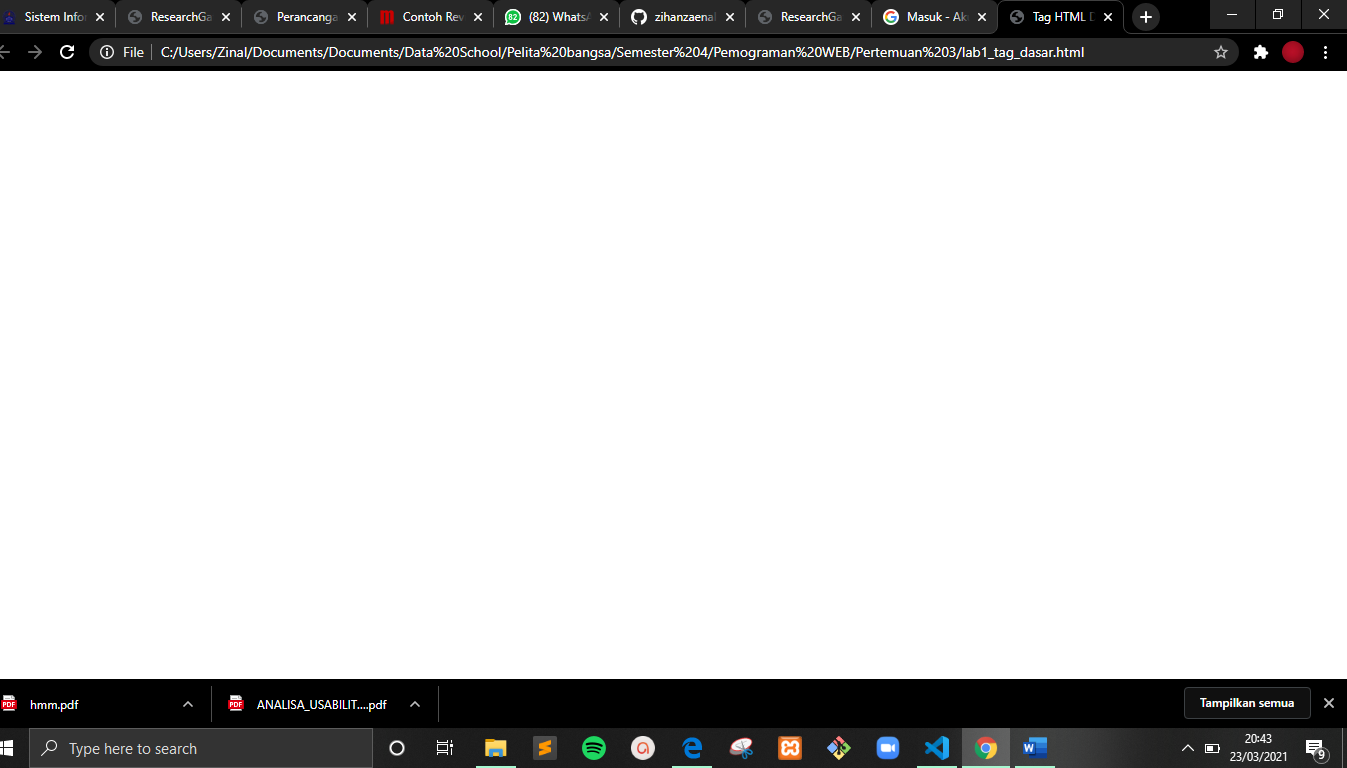 Sistem Infor
ResearchGa
Perancanga
Contoh Rev
(82) WhatsA
zihanzaenal
ResearchGa
Masuk - Aku
Tag HTML D
File
C:/Users/Zinal/Documents/Documents/Data%20School/Pelita%20bangsa/Semester%204/Pemograman%20WEB/Pertemuan%203/lab1_tag_dasar.html
hmm.pdf
ANALISA_USABILIT....pdf
Tampilkan semua
Type here to search
20:43
23/03/2021
9